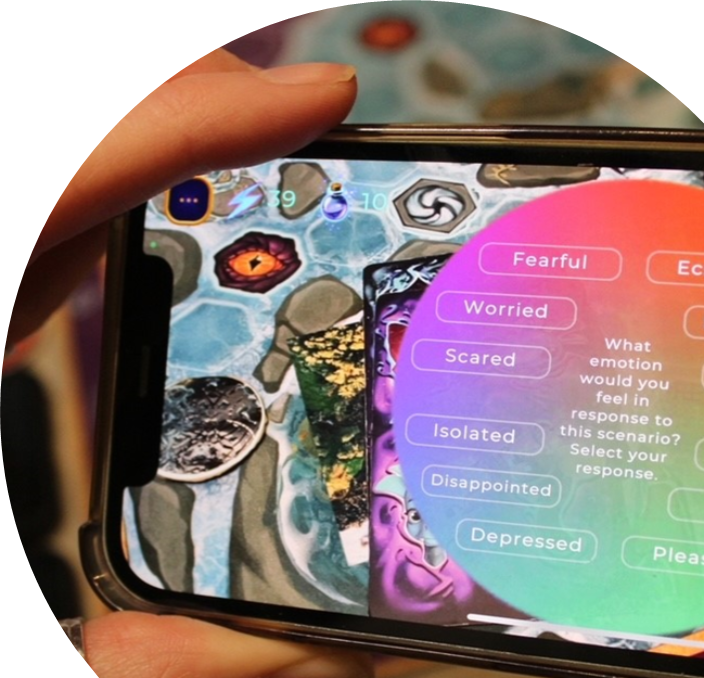 39 10
Fearful
Worried
Scared
What
emotion
would you
feel in
response to
this scenario?
Select your
response.
Isolated
Disappointed
Depressed